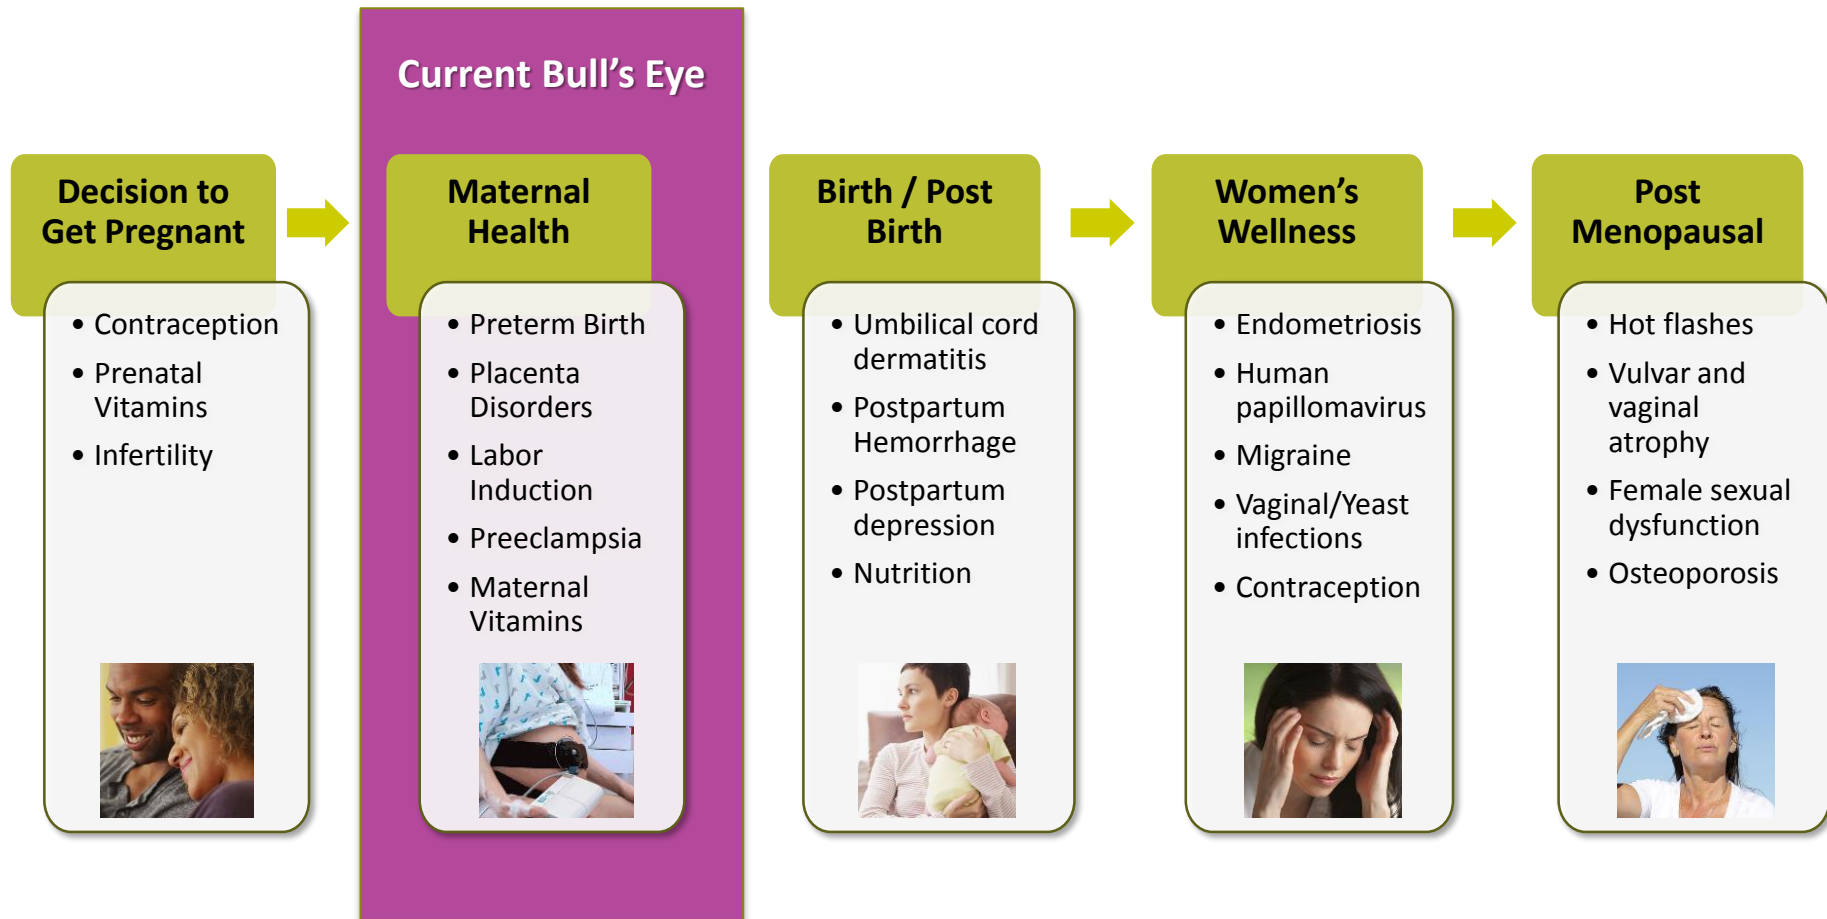 Current Bull's Eye
Decision to
Get Pregnant
• Contraception
• Prenatal
Vitamins
• Infertility
Maternal
Health
• Preterm Birth
• Placenta
Disorders
• Labor
Induction
• Preeclampsia
• Maternal
Vitamins
Birth / Post
Birth
• Umbilical cord
dermatitis
• Postpartum
Hemorrhage
• Postpartum
depression
• Nutrition
Women's
Wellness
• Endometriosis
• Human
papillomavirus
• Migraine
• Vaginal/Yeast
infections
• Contraception
Post
Menopausal
• Hot flashes
• Vulvar and
vaginal
atrophy
• Female sexual
dysfunction
• Osteoporosis